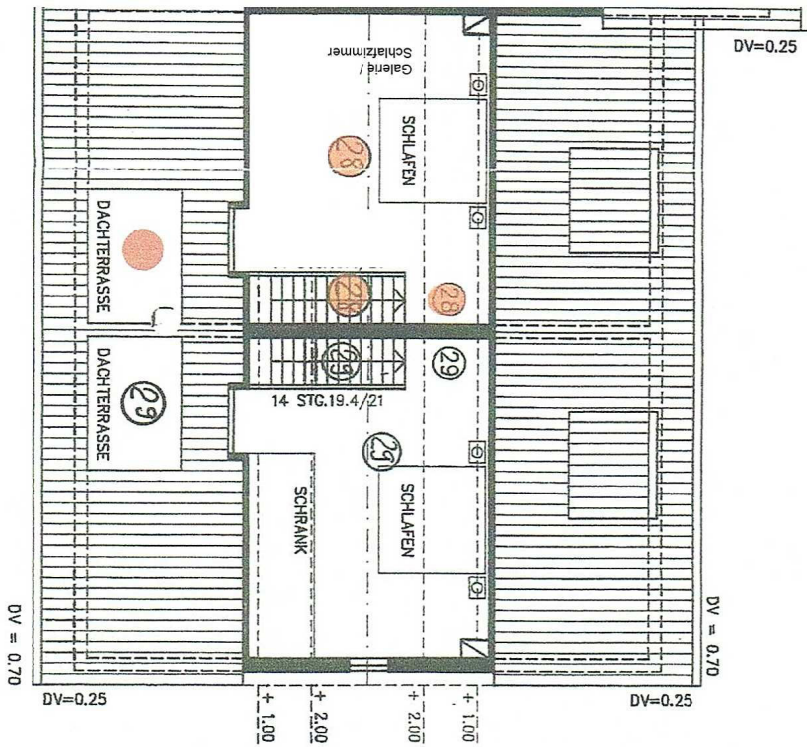 DV=0.25
Galerie /
Schlafzimmer
SCHLAFEN
28
DACHTERRASSE
28
28
29
29
DACHTERRASSE
29
14 STG.19.4/21
29
SCHRANK
SCHLAFEN
DV = 0.70
DV = 0.70
DV=0.25
DV=0.25
+ 1.00
+ 2.00
+ 2.00
+ 1.00